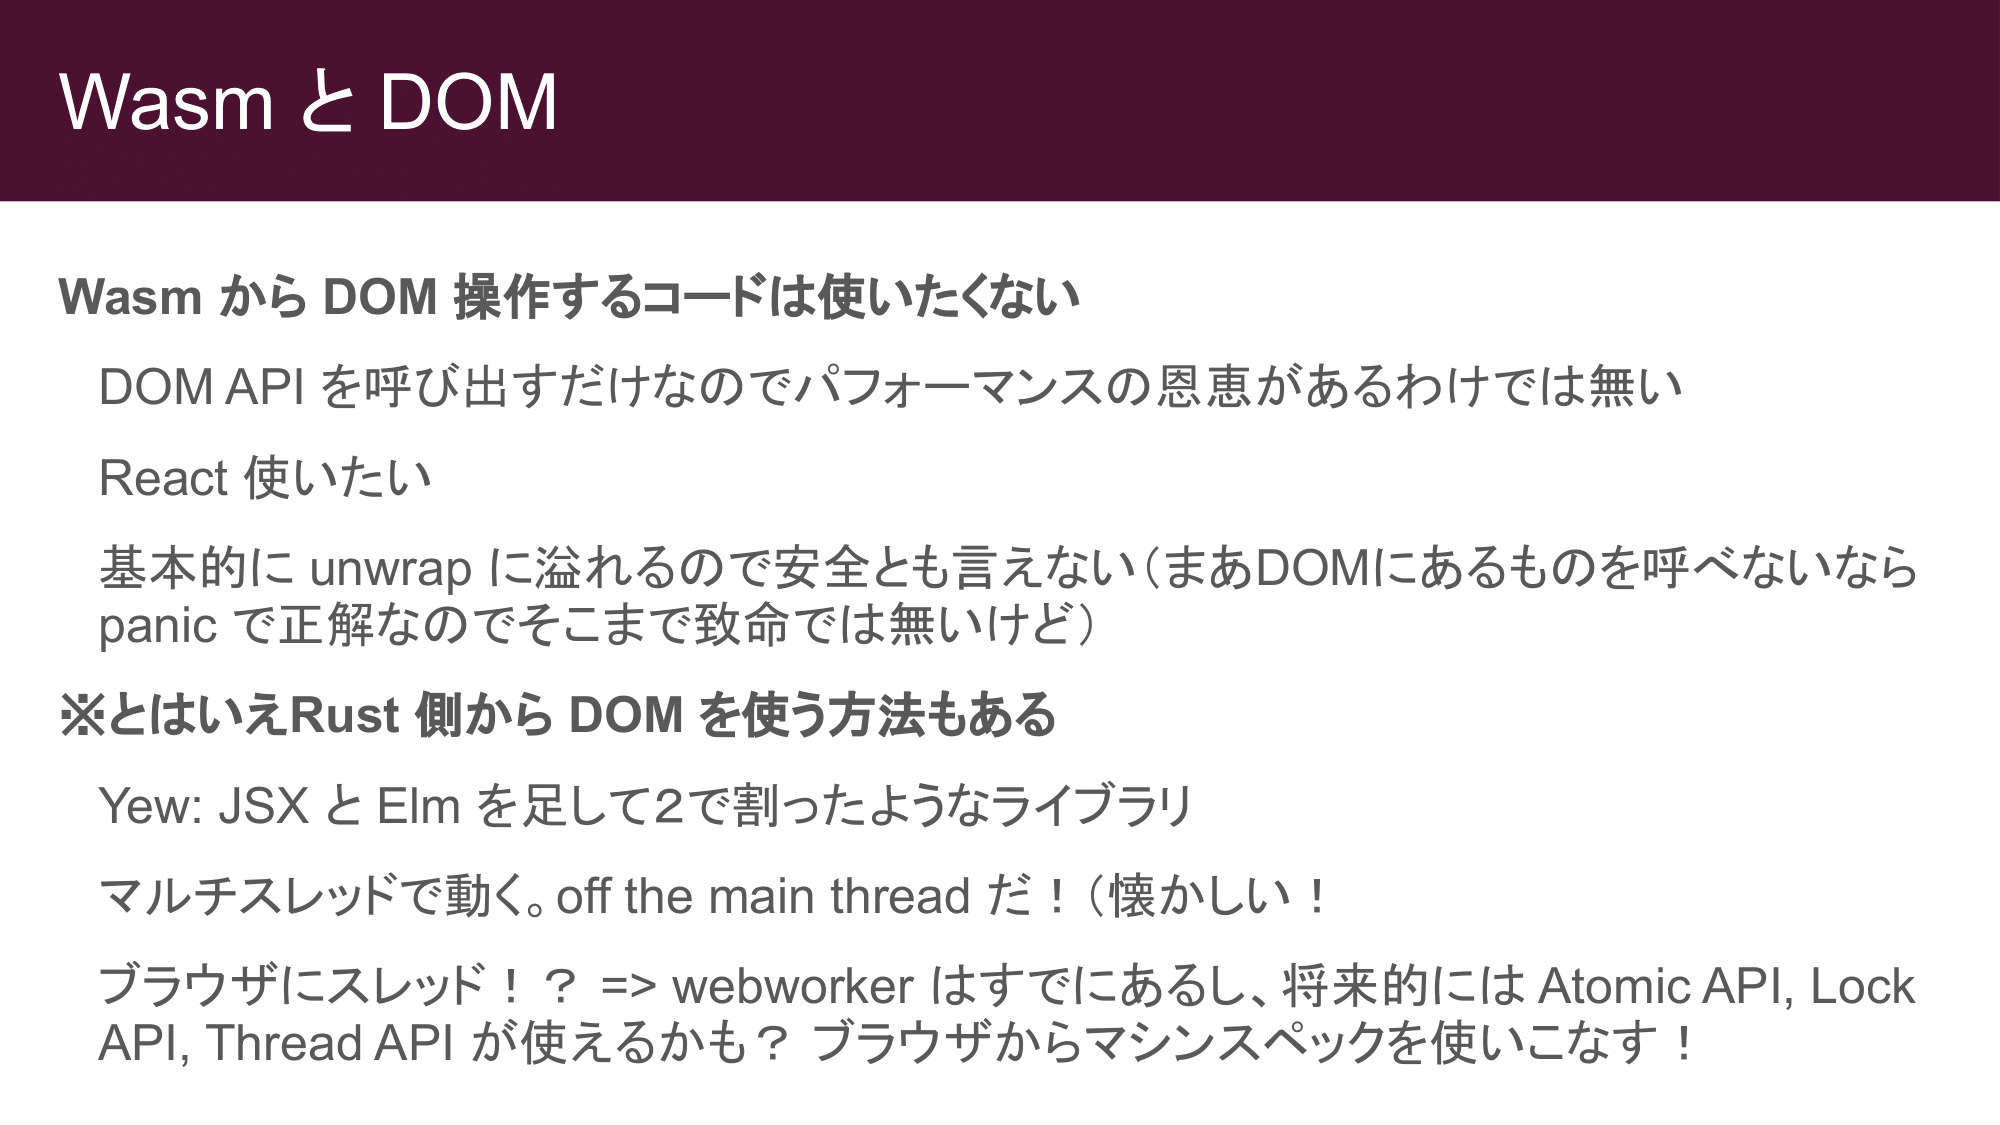 Wasm と DOM
Wasm から DOM 操作するコードは使いたくない
DOM API を呼び出すだけなのでパフォーマンスの恩恵があるわけでは無い
React 使いたい
基本的に unwrap に溢れるので安全とも言えない（まあDOMにあるものを呼べないなら
panic で正解なのでそこまで致命では無いけど）
※とはいえRust 側から DOM を使う方法もある
Yew: JSX と Elm を足して２で割ったようなライブラリ
マルチスレッドで動く。off the main thread だ！（懐かしい！
ブラウザにスレッド！？ => webworker はすでにあるし、将来的には Atomic API, Lock
API, Thread API が使えるかも？ ブラウザからマシンスペックを使いこなす！